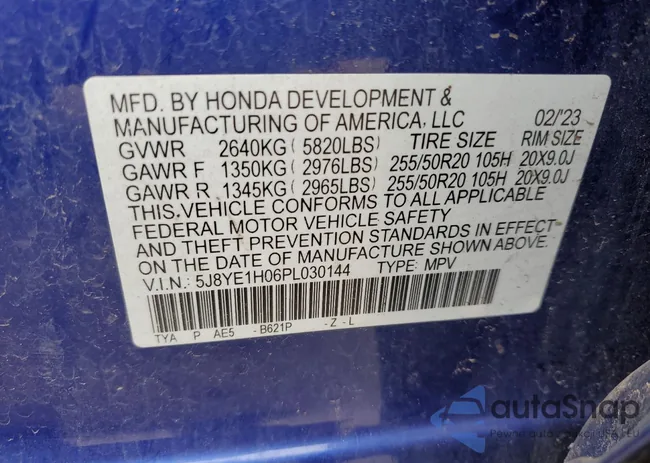 MFD. BY HONDA DEVELOPMENT &
MANUFACTURING OF AMERICA, LLC 02/'23
GVWR 2640KG ( 5820LBS) TIRE SIZE RIM SIZE
GAWR F 1350KG ( 2976LBS) 255/50R20 105H 20X9.0J
GAWR R 1345KG ( 2965LBS) 255/50R20 105H 20X9.0J
THIS VEHICLE CONFORMS TO ALL APPLICABLE
FEDERAL MOTOR VEHICLE SAFETY
AND THEFT PREVENTION STANDARDS IN EFFECT
ON THE DATE OF MANUFACTURE SHOWN ABOVE.
V.I.N.: 5J8YE1H06PL030144 TYPE: MPV
TYA P AE5 - B621P - Z - L
autoSnap